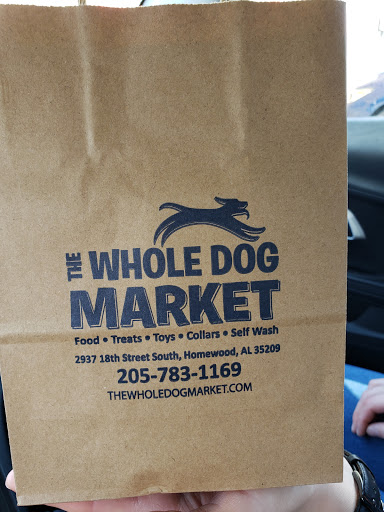 THE WHOLE DOG
MARKET
Food • Treats • Toys • Collars • Self Wash
2937 18th Street South, Homewood, AL 35209
205-783-1169
THEWHOLEDOGMARKET.COM